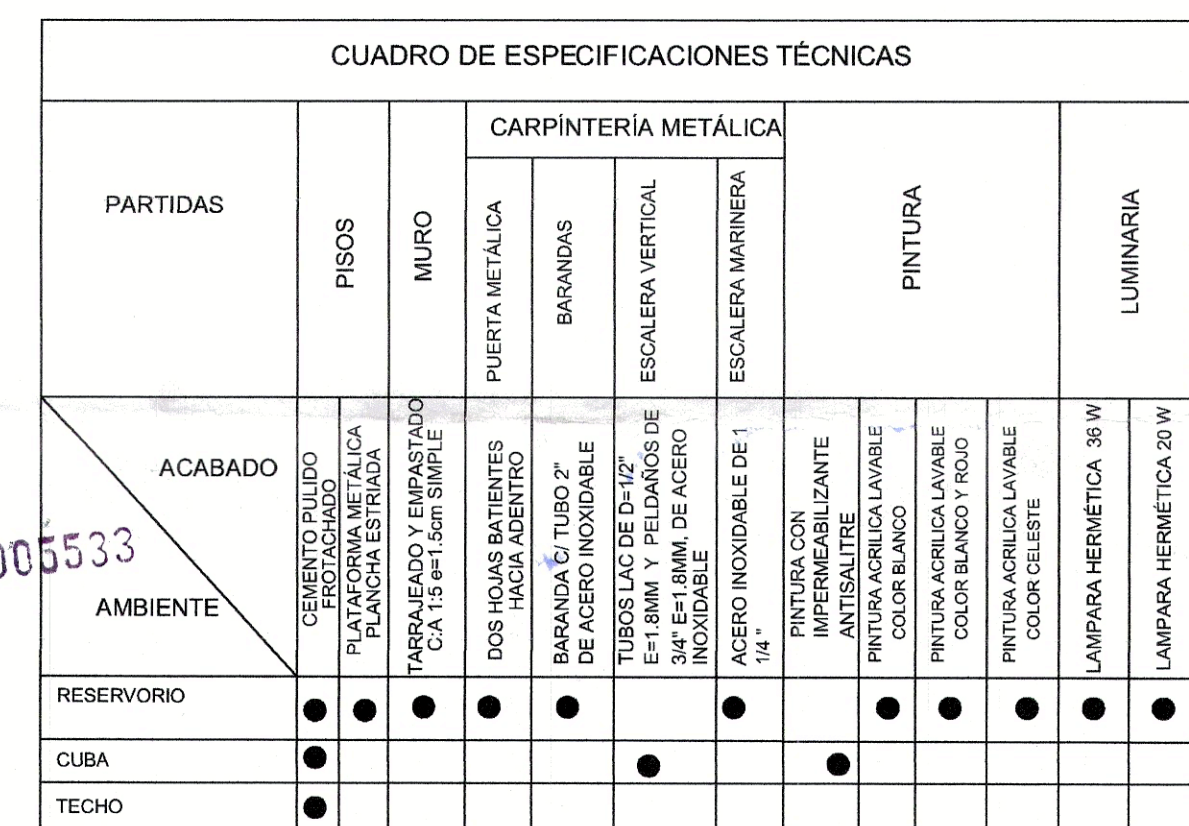 CUADRO DE ESPECIFICACIONES TÉCNICAS
PARTIDAS
PISOS
MURO
CARPÍNTERÍA METÁLICA
PUERTA METÁLICA
BARANDAS
ESCALERA VERTICAL
ESCALERA MARINERA
PINTURA
LUMINARIA
ACABADO
AMBIENTE
CEMENTO PULIDO
FROTACHADO
PLATAFORMA METÁLICA
PLANCHA ESTRIADA
TARRAJEADO Y EMPASTADO
C:A 1:5 e=1.5cm SIMPLE
DOS HOJAS BATIENTES
HACIA ADENTRO
BARANDA C/ TUBO 2"
DE ACERO INOXIDABLE
TUBOS LAC DE D=1/2"
E=1.8MM Y PELDAÑOS DE
3/4" E=1.8MM, DE ACERO
INOXIDABLE
ACERO INOXIDABLE DE 1
1/4 "
PINTURA CON
IMPERMEABILIZANTE
ANTISALITRE
PINTURA ACRILICA LAVABLE
COLOR BLANCO
PINTURA ACRILICA LAVABLE
COLOR BLANCO Y ROJO
PINTURA ACRILICA LAVABLE
COLOR CELESTE
LAMPARA HERMÉTICA 36 W
LAMPARA HERMÉTICA 20 W
005533
RESERVORIO
CUBA
TECHO